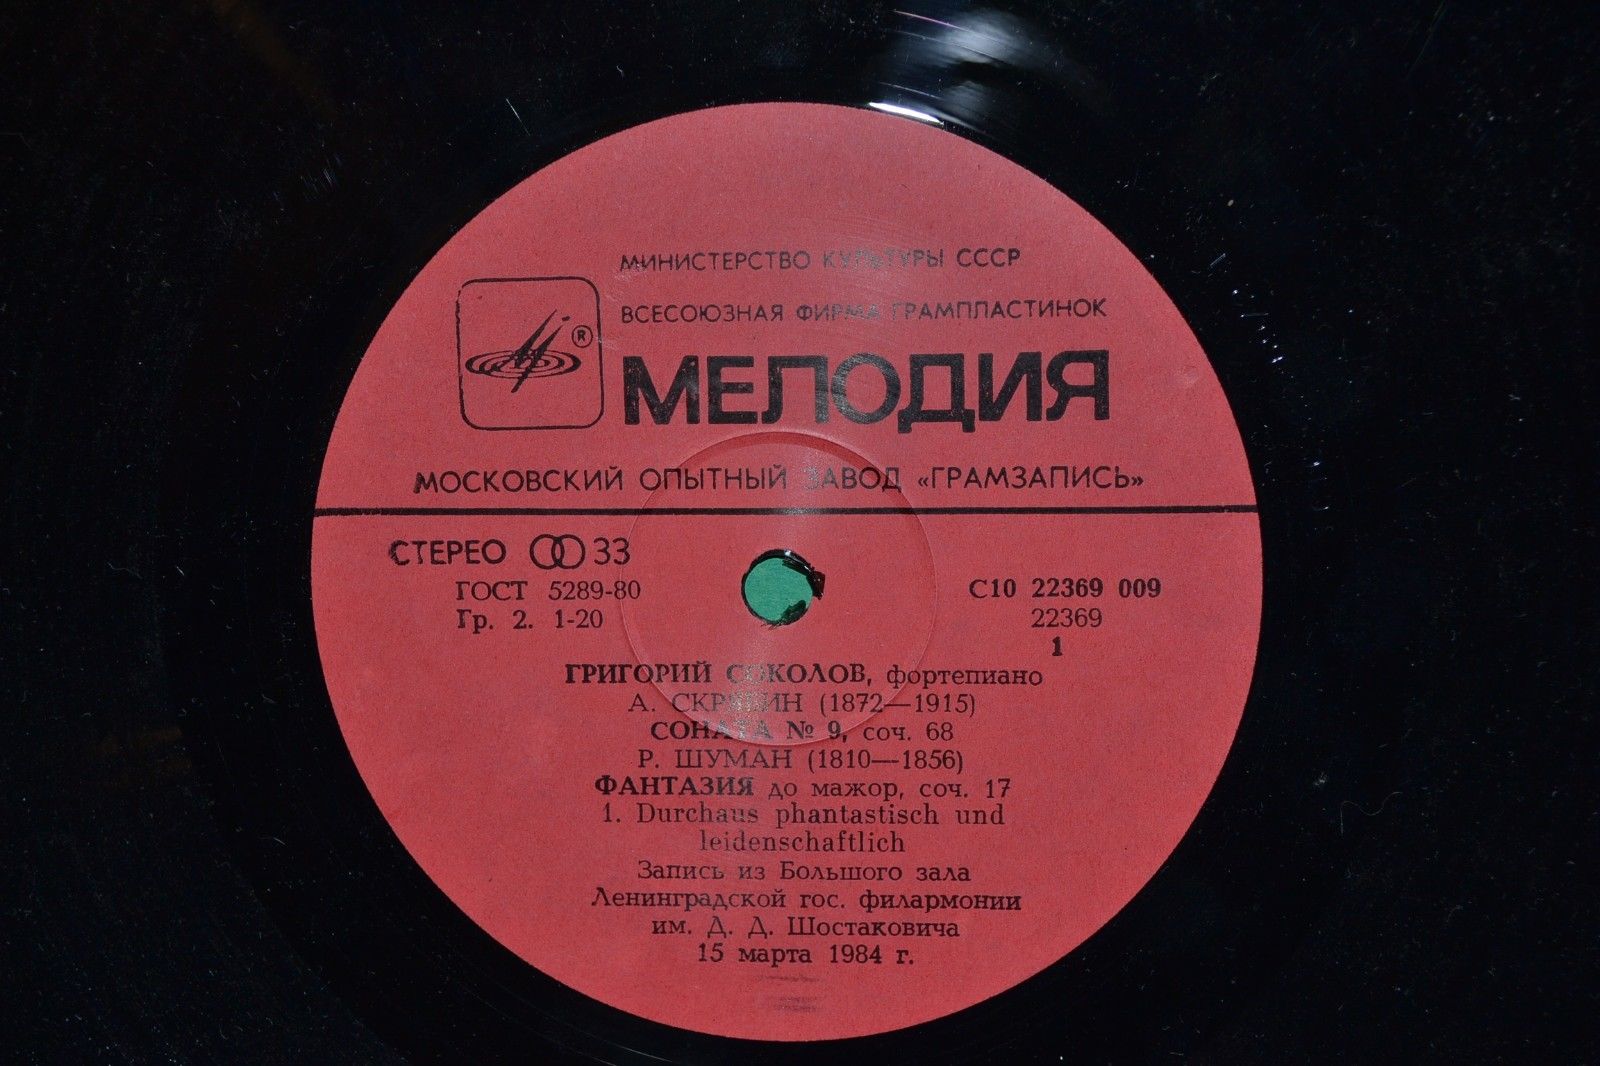 МИНИСТЕРСТВО КУЛЬТУРЫ СССР
ВСЕСОЮЗНАЯ ФИРМА ГРАМПЛАСТИНОК
®
МЕЛОДИЯ
МОСКОВСКИЙ ОПЫТНЫЙ ЗАВОД «ГРАМЗАПИСЬ»
СТЕРЕО 33
ГОСТ 5289-80
Гр. 2. 1-20
С10 22369 009
22369
1
ГРИГОРИЙ СОКОЛОВ, фортепиано
А. СКРЯБИН (1872—1915)
СОНАТА № 9, соч. 68
Р. ШУМАН (1810—1856)
ФАНТАЗИЯ до мажор, соч. 17
1. Durchaus phantastisch und
leidenschaftlich
Запись из Большого зала
Ленинградской гос. филармонии
им. Д. Д. Шостаковича
15 марта 1984 г.